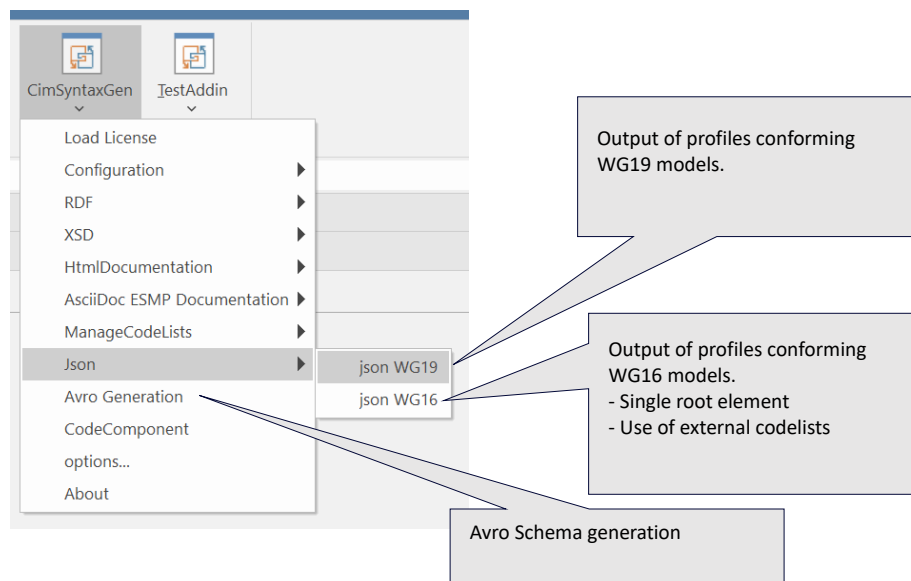 CimSyntaxGen
TestAddin
Load License
Configuration
RDF
XSD
HtmlDocumentation
AsciiDoc ESMP Documentation
ManageCodeLists
Json
Avro Generation
CodeComponent
options...
About
json WG19
json WG16
Output of profiles conforming
WG19 models.
Output of profiles conforming
WG16 models.
- Single root element
- Use of external codelists
Avro Schema generation